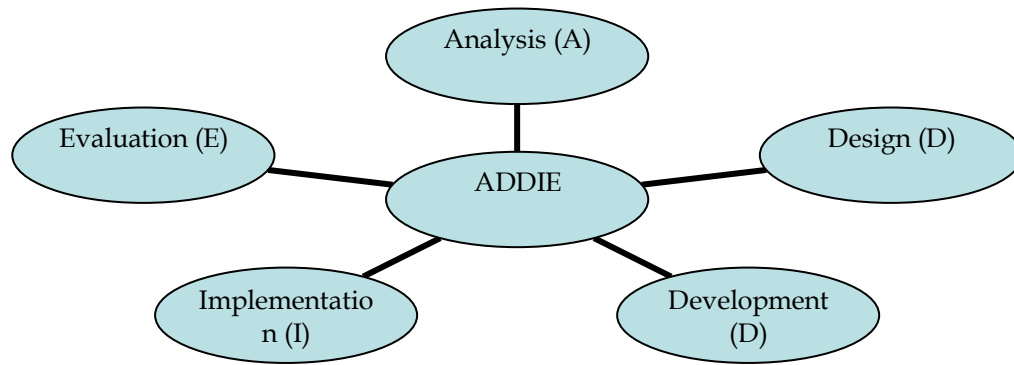 Analysis (A)
Evaluation (E)
Design (D)
ADDIE
Implementatio
n (I)
Development
(D)